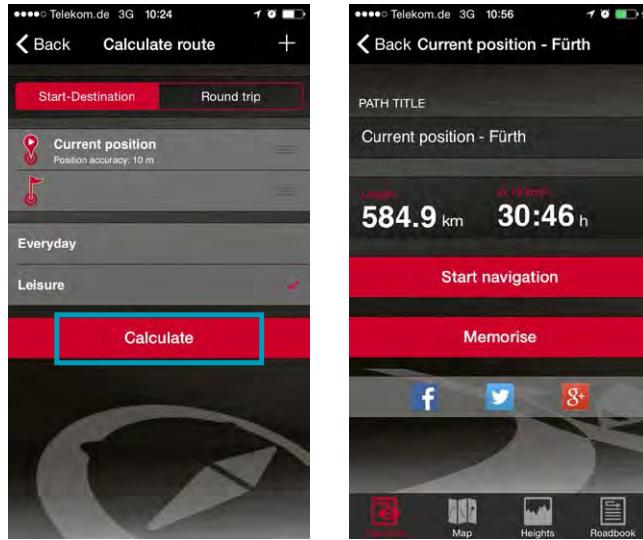 Telekom.de 3G 10:24
Back Calculate route
Start-Destination Round trip
Current position
Position accuracy: 10 m
Everyday
Leisure
Calculate
Telekom.de 3G 10:56
Back Current position - Fürth
PATH TITLE
Current position - Fürth
584.9 km 30:46 h
Start navigation
Memorise
f 8+
Map Heights Roadbook